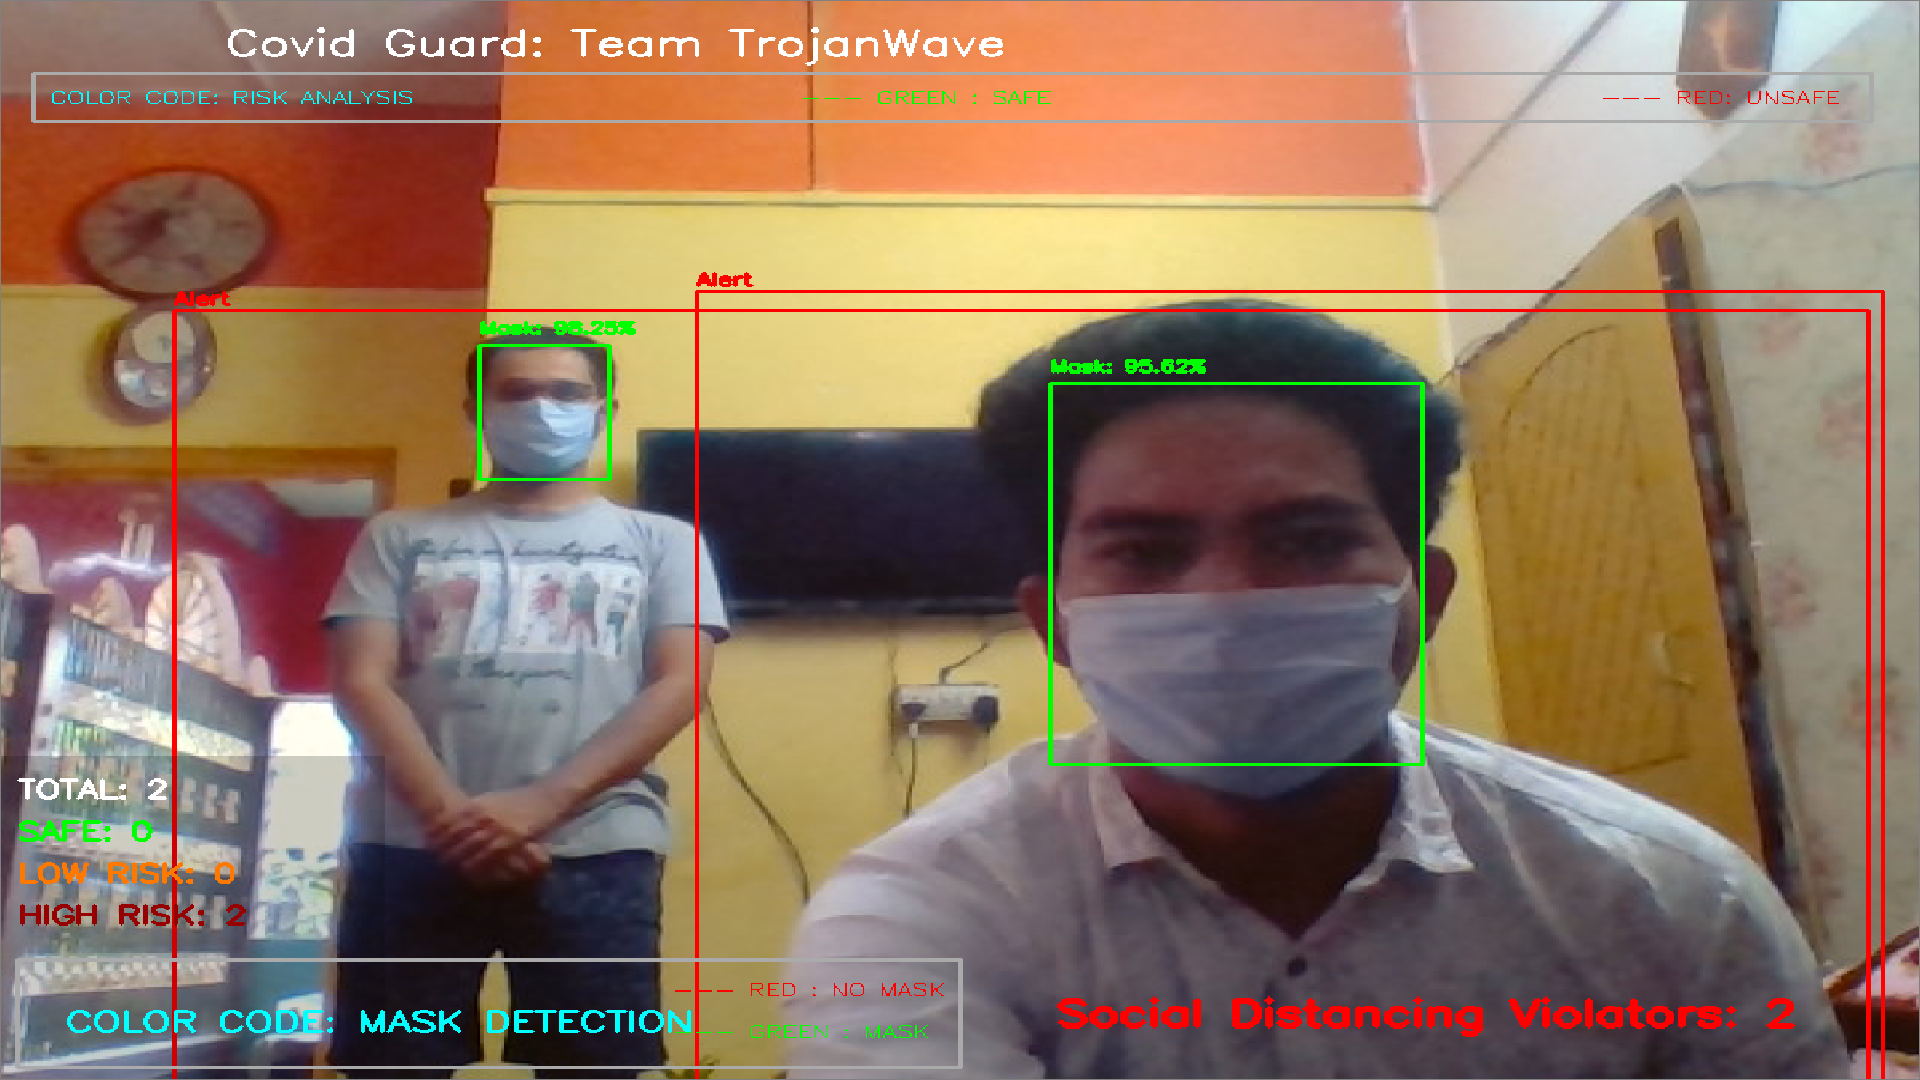 Covid Guard: Team TrojanWave
COLOR CODE: RISK ANALYSIS
--- GREEN : SAFE
--- RED: UNSAFE
Alert
Alert
Mask: 98.25%
Mask: 95.62%
TOTAL: 2
SAFE: 0
LOW RISK: 0
HIGH RISK: 2
COLOR CODE: MASK DETECTION
--- RED : NO MASK
--- GREEN : MASK
Social Distancing Violators: 2